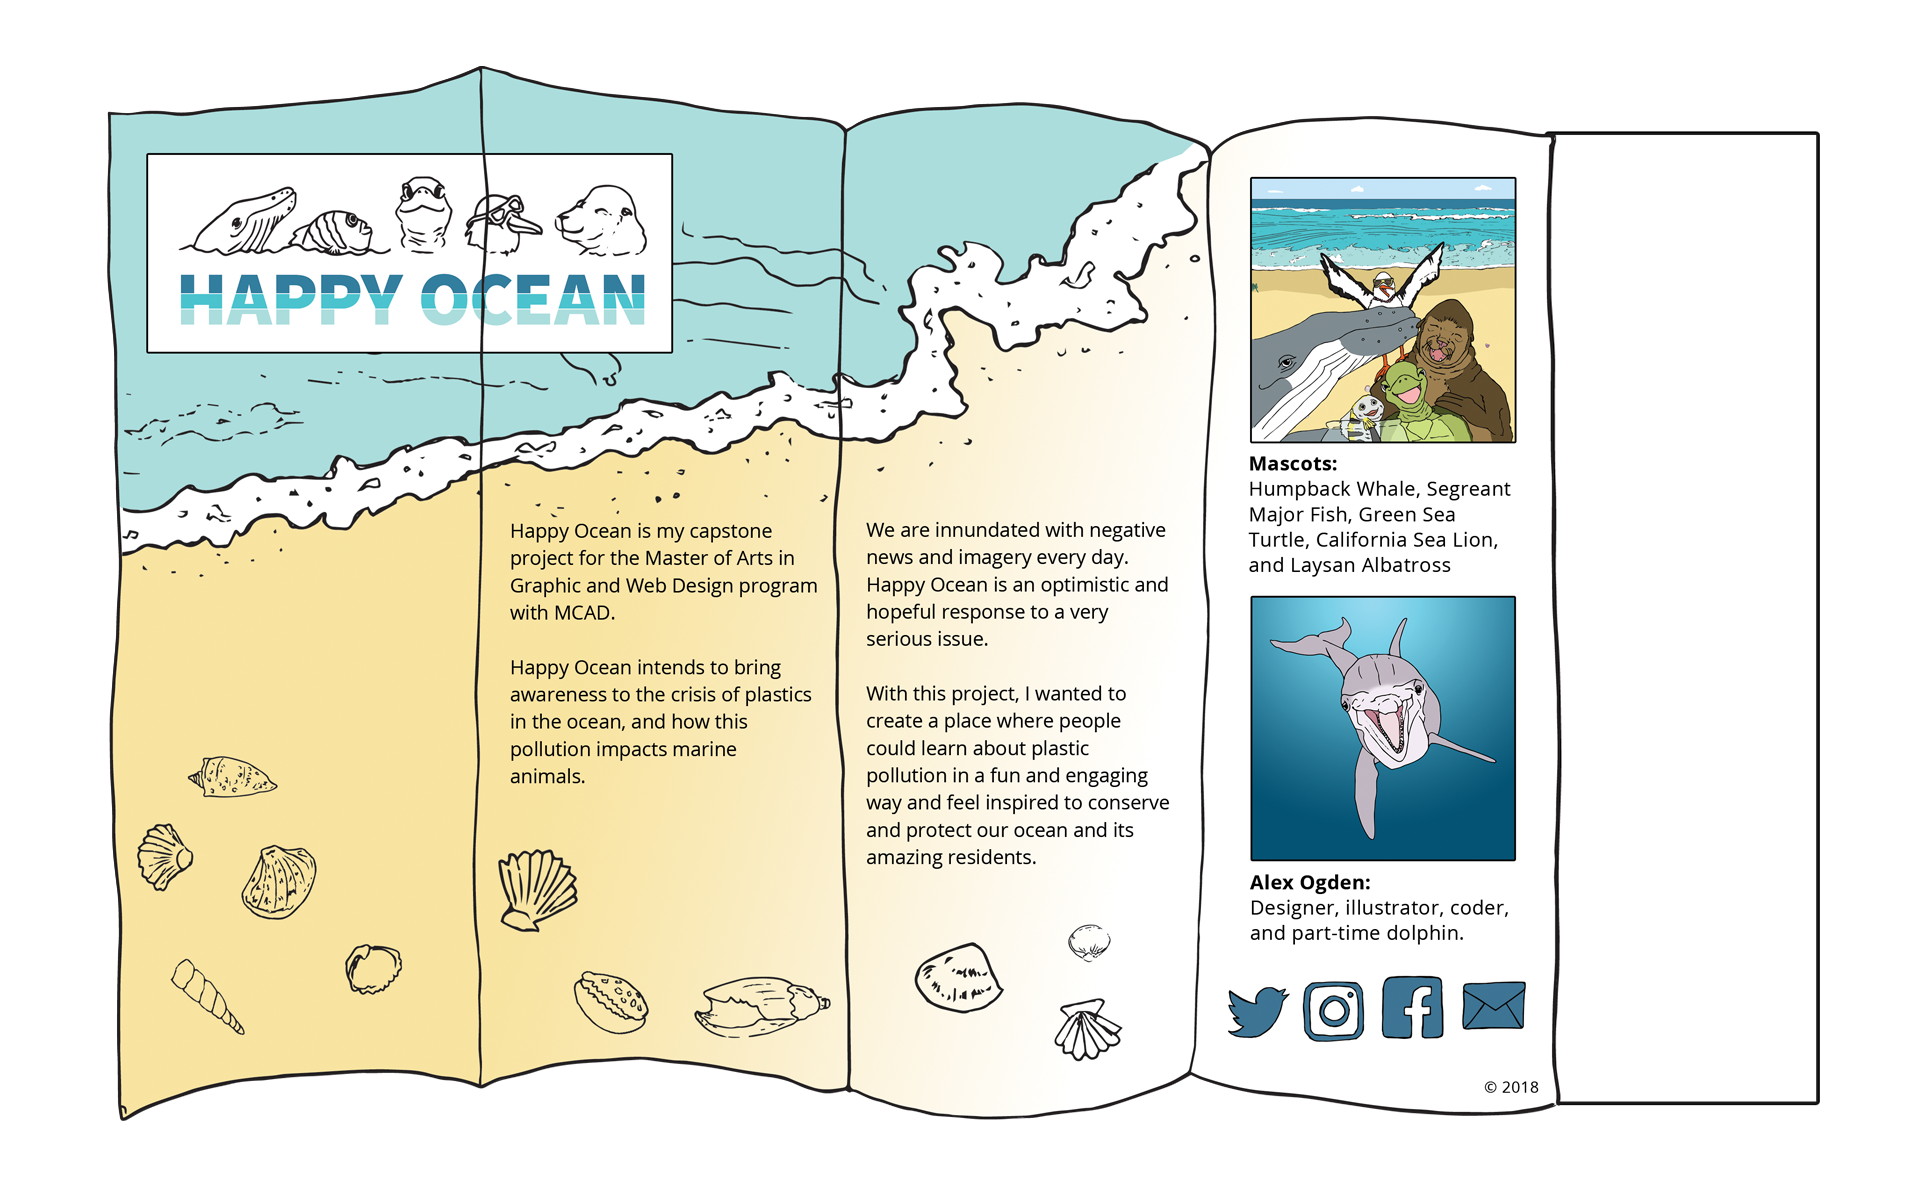 HAPPY OCEAN
Happy Ocean is my capstone
project for the Master of Arts in
Graphic and Web Design program
with MCAD.
Happy Ocean intends to bring
awareness to the crisis of plastics
in the ocean, and how this
pollution impacts marine
animals.
We are innundated with negative
news and imagery every day.
Happy Ocean is an optimistic and
hopeful response to a very
serious issue.
With this project, I wanted to
create a place where people
could learn about plastic
pollution in a fun and engaging
way and feel inspired to conserve
and protect our ocean and its
amazing residents.
Mascots:
Humpback Whale, Segreant
Major Fish, Green Sea
Turtle, California Sea Lion,
and Laysan Albatross
Alex Ogden:
Designer, illustrator, coder,
and part-time dolphin.
© 2018